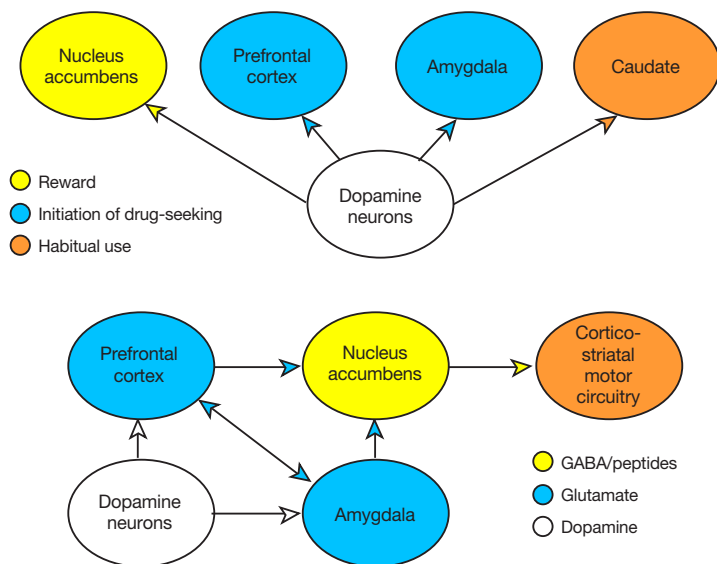 Nucleus
accumbens
Prefrontal
cortex
Amygdala
Caudate
Dopamine
neurons
Reward
Initiation of drug-seeking
Habitual use
Prefrontal
cortex
Nucleus
accumbens
Cortico-
striatal
motor
circuitry
Dopamine
neurons
Amygdala
GABA/peptides
Glutamate
Dopamine